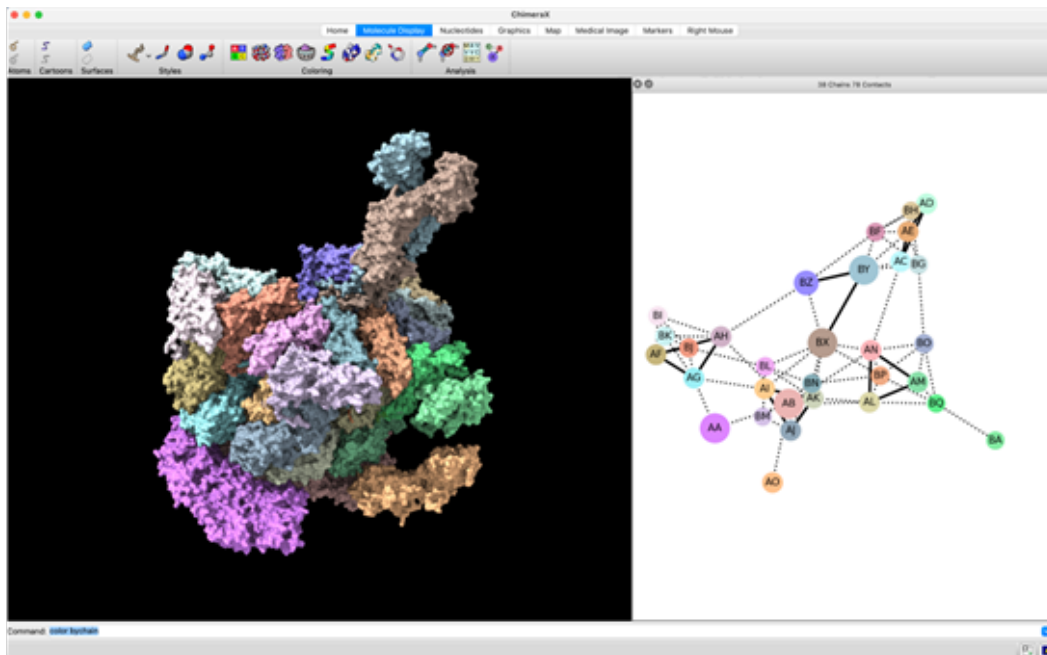 ChimeraX
Home Molecule Display Nucleotides Graphics Map Medical Image Markers Right Mouse
Atoms Cartoons Surfaces Styles Coloring Analysis
38 Chains 78 Contacts
AD
BH
BF AE
AC BG
BY
BZ
BI
BK AH BX
AF BJ AN BO
BL
AG BP
AI BN AM
AB AK AL BQ
BM
AA AJ
BA
AO
Command: color bychain